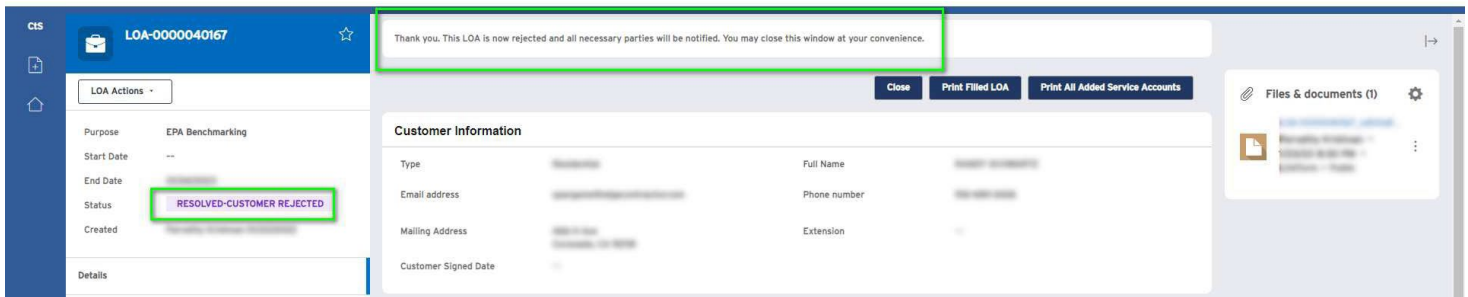 CtS
LOA-0000040167
LOA Actions
Purpose EPA Benchmarking
Start Date --
End Date
Status RESOLVED-CUSTOMER REJECTED
Created
Details
Thank you. This LOA is now rejected and all necessary parties will be notified. You may close this window at your convenience.
Close Print Filled LOA Print All Added Service Accounts
Customer Information
Type Full Name
Email address Phone number
Mailing Address Extension --
Customer Signed Date --
Files & documents (1)